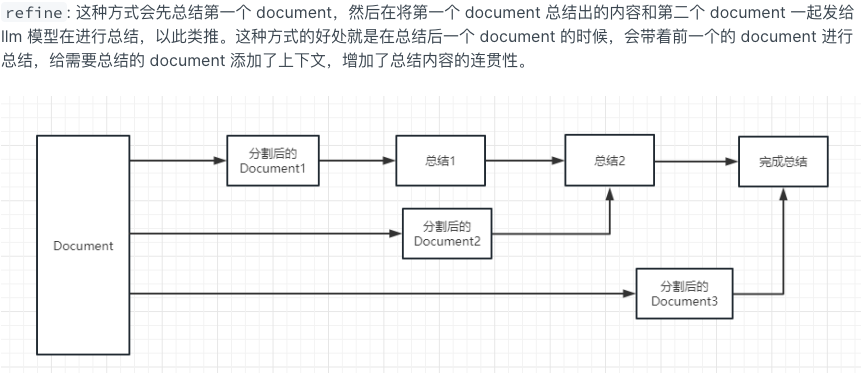 refine：这种方式会先总结第一个 document，然后在将第一个 document 总结出的内容和第二个 document 一起发给
llm 模型在进行总结，以此类推。这种方式的好处就是在总结后一个 document 的时候，会带着前一个的 document 进行
总结，给需要总结的 document 添加了上下文，增加了总结内容的连贯性。
分割后的
Document1
总结1
总结2
完成总结
分割后的
Document2
Document
分割后的
Document3